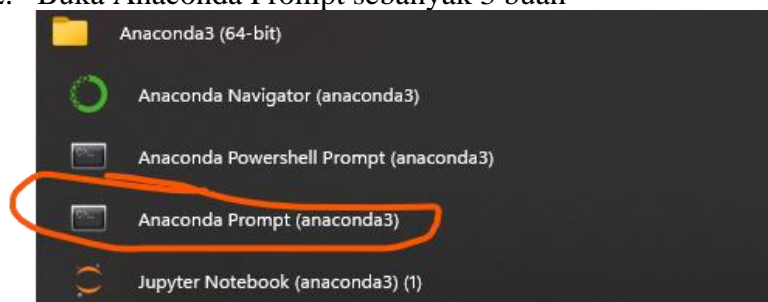 2. Buka Anaconda Prompt sebanyak 3 buah
Anaconda3 (64-bit)
Anaconda Navigator (anaconda3)
Anaconda Powershell Prompt (anaconda3)
Anaconda Prompt (anaconda3)
Jupyter Notebook (anaconda3) (1)